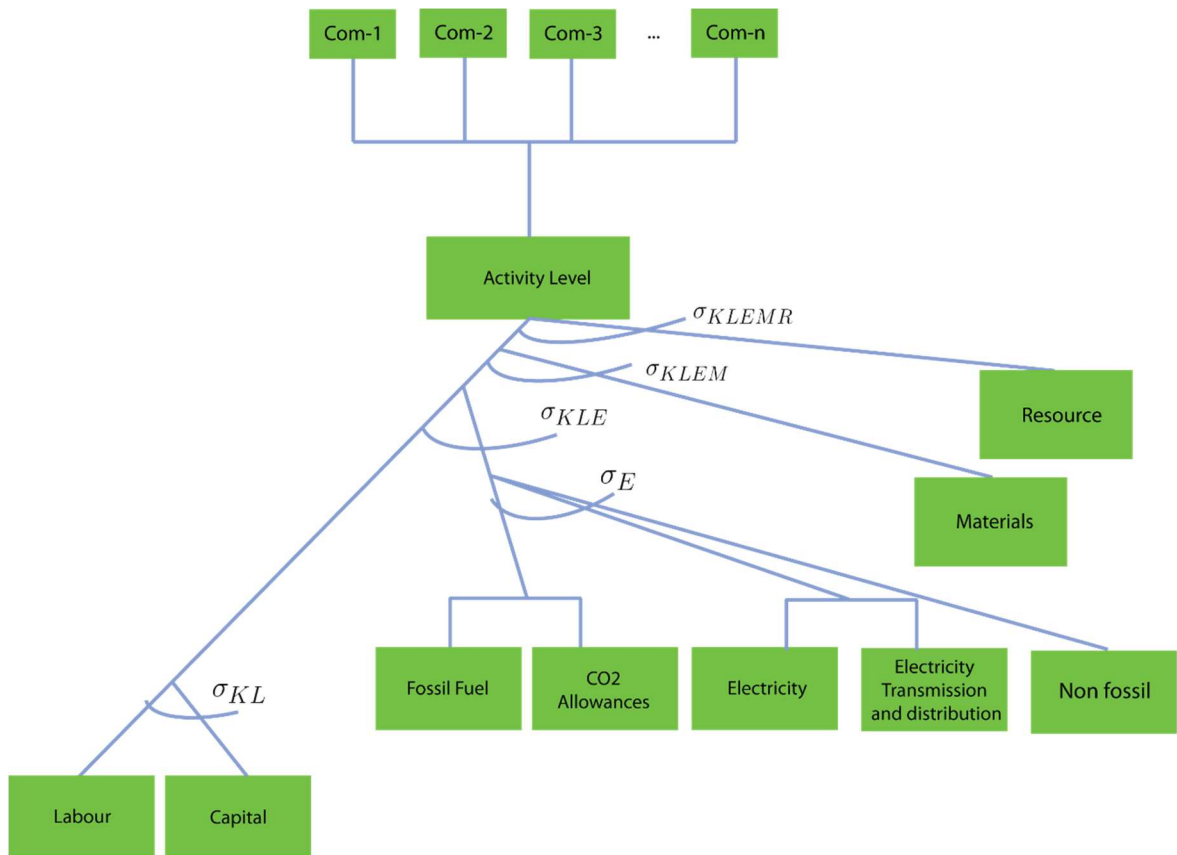 Com-1
Com-2
Com-3
...
Com-n
Activity Level
σKLEMR
σKLEM
Resource
σKLE
σE
Materials
Fossil Fuel
CO2
Allowances
Electricity
Electricity
Transmission
and distribution
Non fossil
σKL
Labour
Capital